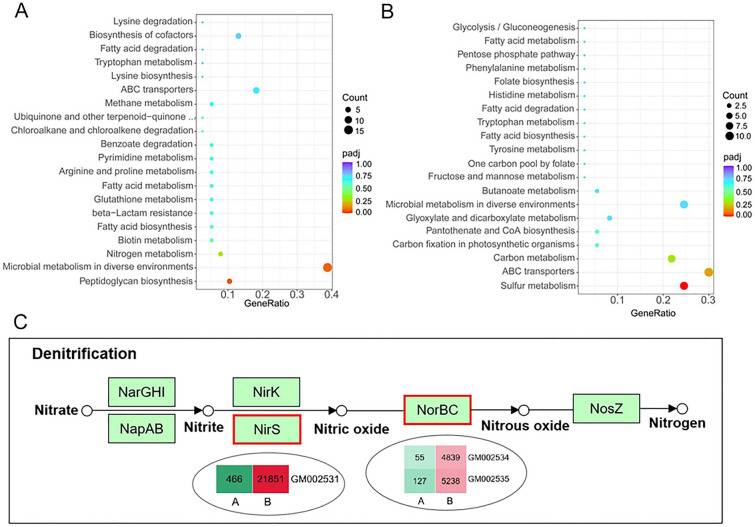 A
Lysine degradation
Biosynthesis of cofactors
Fatty acid degradation
Tryptophan metabolism
Lysine biosynthesis
ABC transporters
Methane metabolism
Ubiquinone and other terpenoid−quinone ...
Chloroalkane and chloroalkene degradation
Benzoate degradation
Pyrimidine metabolism
Arginine and proline metabolism
Fatty acid metabolism
Glutathione metabolism
beta−Lactam resistance
Fatty acid biosynthesis
Biotin metabolism
Nitrogen metabolism
Microbial metabolism in diverse environments
Peptidoglycan biosynthesis
0.1 0.2 0.3 0.4
GeneRatio
Count
5
10
15
padj
1.00
0.75
0.50
0.25
0.00
B
Glycolysis / Gluconeogenesis
Fatty acid metabolism
Pentose phosphate pathway
Phenylalanine metabolism
Folate biosynthesis
Histidine metabolism
Fatty acid degradation
Tryptophan metabolism
Fatty acid biosynthesis
Tyrosine metabolism
One carbon pool by folate
Fructose and mannose metabolism
Butanoate metabolism
Microbial metabolism in diverse environments
Glyoxylate and dicarboxylate metabolism
Pantothenate and CoA biosynthesis
Carbon fixation in photosynthetic organisms
Carbon metabolism
ABC transporters
Sulfur metabolism
0.1 0.2 0.3
GeneRatio
Count
2.5
5.0
7.5
10.0
padj
1.00
0.75
0.50
0.25
0.00
C
Denitrification
NarGHI NirK
NorBC NosZ
Nitrate Nitrite Nitric oxide Nitrous oxide Nitrogen
NapAB NirS
466 21851 GM002531
A B
55 4839 GM002534
127 5238 GM002535
A B